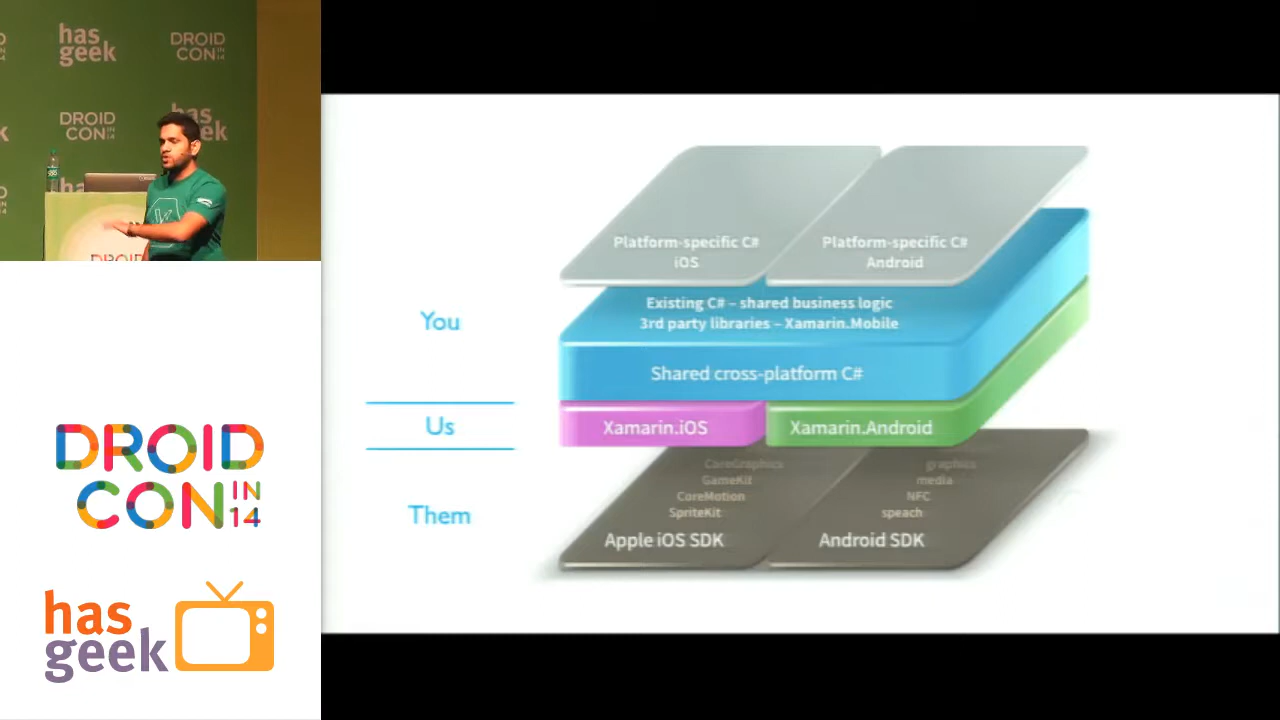 has
geek
DROID
CON IN
14
DROID
CON IN
14
has
geek
ha
DROID
DROID
CON IN
14
has
geek
You
Us
Them
Platform-specific C#
iOS
Platform-specific C#
Android
Existing C# – shared business logic
3rd party libraries – Xamarin.Mobile
Shared cross-platform C#
Xamarin.iOS
Xamarin.Android
CoreGraphics
GameKit
CoreMotion
SpriteKit
Apple iOS SDK
graphics
media
NFC
speach
Android SDK